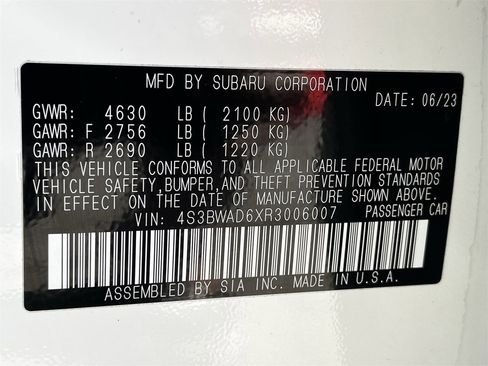 MFD BY SUBARU CORPORATION
DATE: 06/23
GVWR: 4630 LB ( 2100 KG)
GAWR: F 2756 LB ( 1250 KG)
GAWR: R 2690 LB ( 1220 KG)
THIS VEHICLE CONFORMS TO ALL APPLICABLE FEDERAL MOTOR
VEHICLE SAFETY,BUMPER,AND THEFT PREVENTION STANDARDS
IN EFFECT ON THE DATE OF MANUFACTURE SHOWN ABOVE.
VIN: 4S3BWAD6XR3006007 PASSENGER CAR
ASSEMBLED BY SIA INC. MADE IN U.S.A.